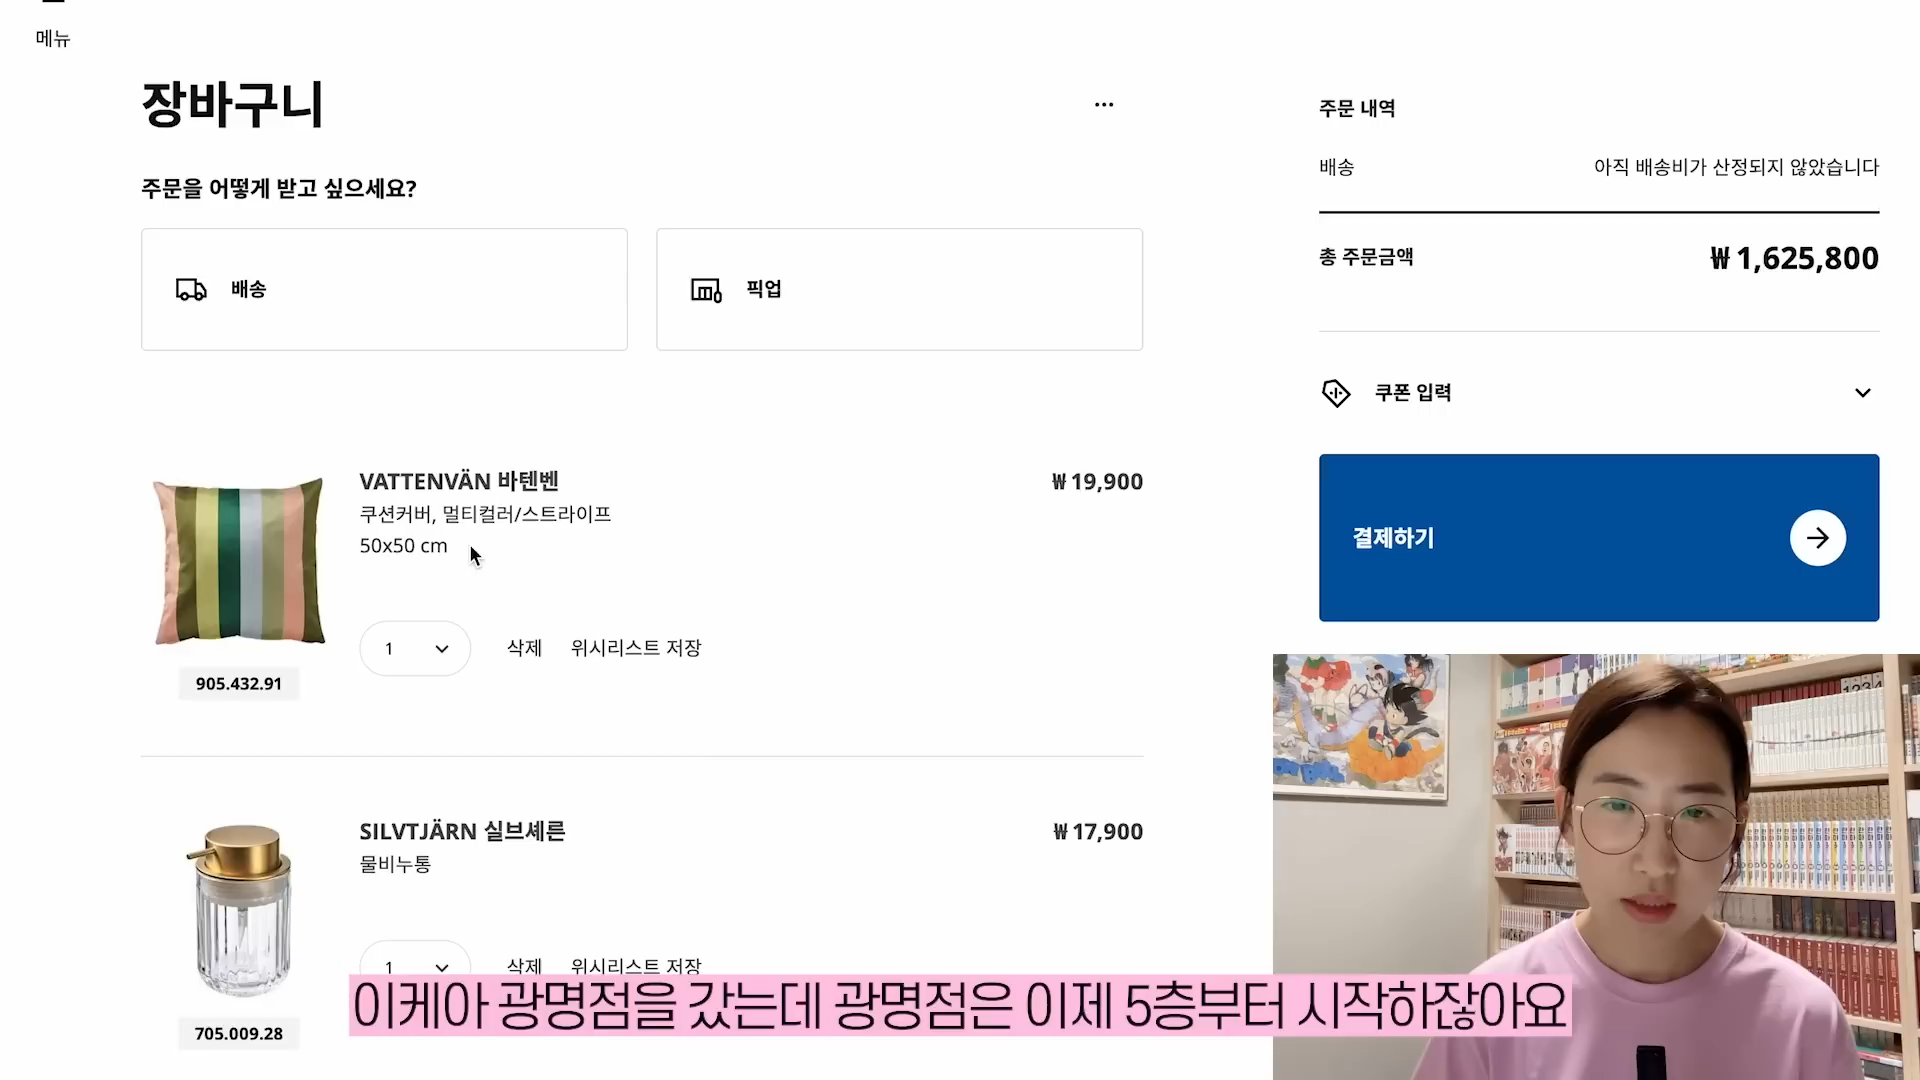 메뉴
장바구니
주문을 어떻게 받고 싶으세요?
배송
픽업
VATTENVÄN 바텐벤
₩ 19,900
쿠션커버, 멀티컬러/스트라이프
50x50 cm
1
삭제
위시리스트 저장
905.432.91
SILVTJÄRN 실브셰른
₩ 17,900
물비누통
1
삭제
위시리스트 저장
705.009.28
주문 내역
배송
아직 배송비가 산정되지 않았습니다
총 주문금액
₩ 1,625,800
쿠폰 입력
결제하기
1234
이케아 광명점을 갔는데 광명점은 이제 5층부터 시작하잖아요